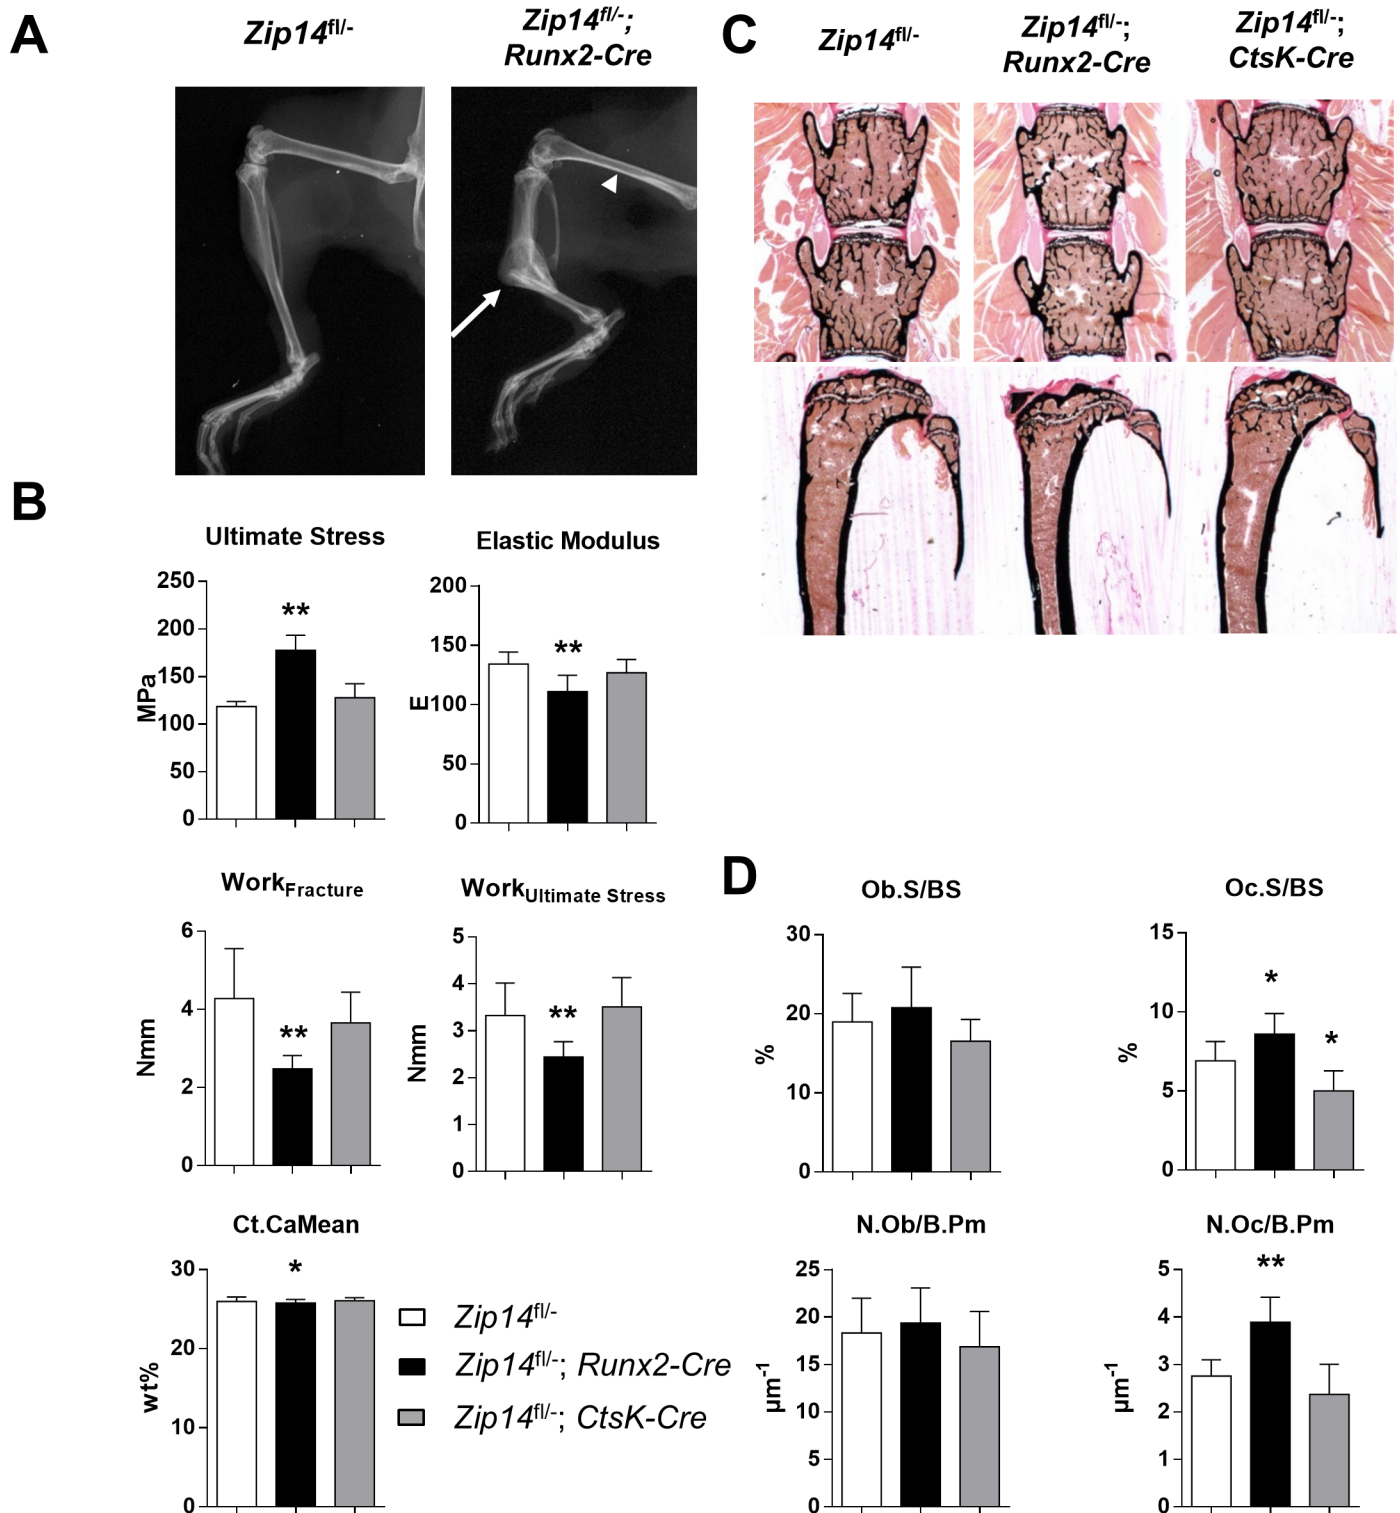 A
Zip14fl/-
Zip14fl/-;
Runx2-Cre
C
Zip14fl/-
Zip14fl/-;
Runx2-Cre
Zip14fl/-;
CtsK-Cre
B
Ultimate Stress
250
200
150
100
50
0
MPa
**
Elastic Modulus
200
150
100
50
0
E
**
WorkFracture
6
4
2
0
Nmm
**
WorkUltimate Stress
5
4
3
2
1
0
Nmm
**
Ct.CaMean
30
20
10
0
wt%
*
Zip14fl/-
Zip14fl/-; Runx2-Cre
Zip14fl/-; CtsK-Cre
D
Ob.S/BS
30
20
10
0
%
Oc.S/BS
15
10
5
0
%
*
*
N.Ob/B.Pm
25
20
15
10
5
0
µm-1
N.Oc/B.Pm
5
4
3
2
1
0
µm-1
**